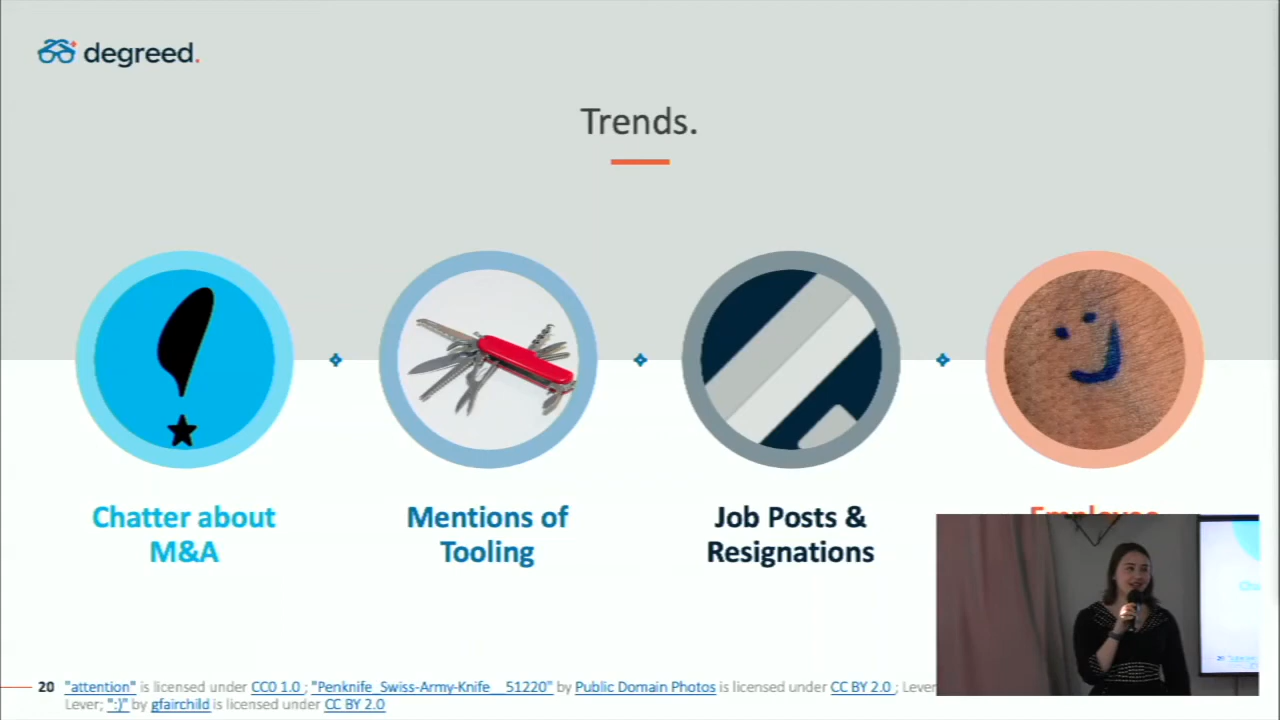 degreed.
Trends.
Chatter about
M&A
Mentions of
Tooling
Job Posts &
Resignations
Employee
20 "attention" is licensed under CC0 1.0 ; "Penknife_Swiss-Army-Knife__51220" by Public Domain Photos is licensed under CC BY 2.0 ; Lever
Lever; ":)" by gfairchild is licensed under CC BY 2.0